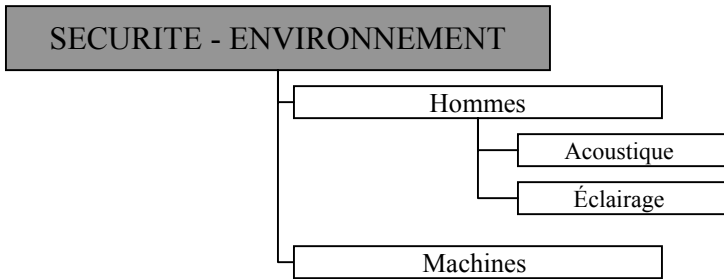 SECURITE - ENVIRONNEMENT
Hommes
Acoustique
Éclairage
Machines